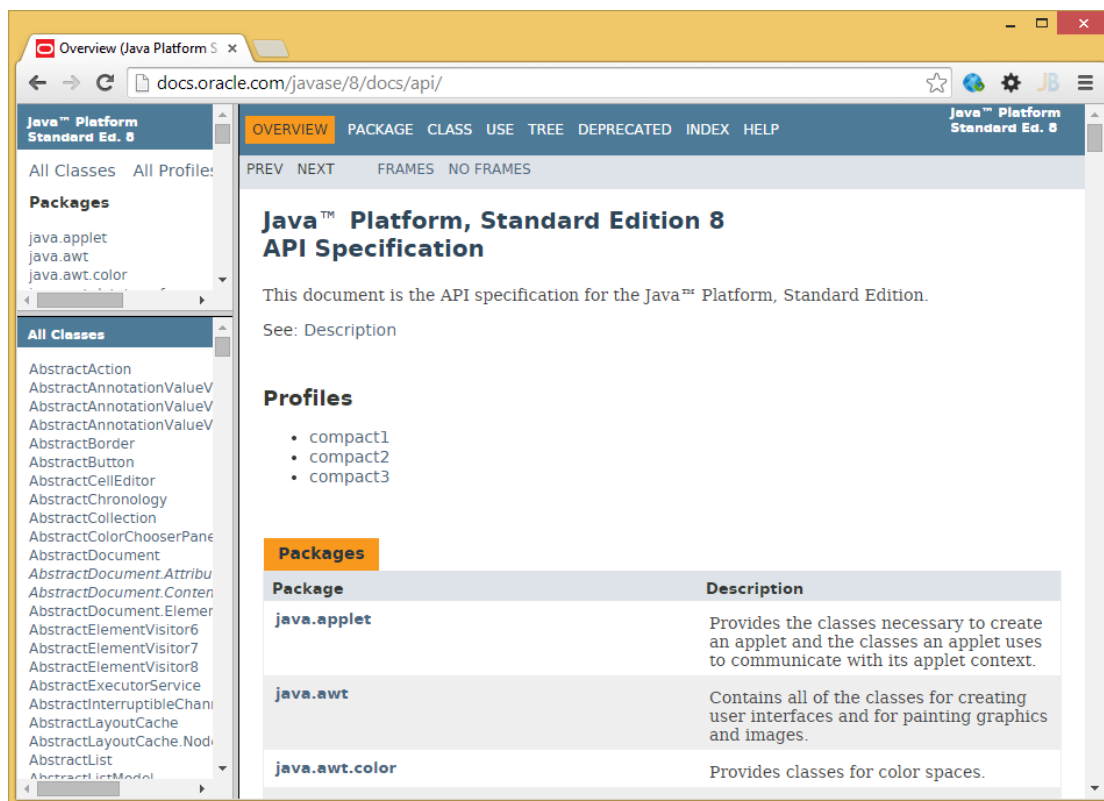 Overview (Java Platform S
docs.oracle.com/javase/8/docs/api/
JB
Java™ Platform
Standard Ed. 8
All Classes All Profiles
Packages
java.applet
java.awt
java.awt.color
All Classes
AbstractAction
AbstractAnnotationValueV
AbstractAnnotationValueV
AbstractAnnotationValueV
AbstractBorder
AbstractButton
AbstractCellEditor
AbstractChronology
AbstractCollection
AbstractColorChooserPane
AbstractDocument
AbstractDocument.Attribu
AbstractDocument.Conten
AbstractDocument.Elemen
AbstractElementVisitor6
AbstractElementVisitor7
AbstractElementVisitor8
AbstractExecutorService
AbstractInterruptibleChann
AbstractLayoutCache
AbstractLayoutCache.Node
AbstractList
AbstractListModel
OVERVIEW PACKAGE CLASS USE TREE DEPRECATED INDEX HELP
Java™ Platform
Standard Ed. 8
PREV NEXT FRAMES NO FRAMES
Java™ Platform, Standard Edition 8
API Specification
This document is the API specification for the Java™ Platform, Standard Edition.
See: Description
Profiles
• compact1
• compact2
• compact3
Packages
Package Description
java.applet Provides the classes necessary to create
an applet and the classes an applet uses
to communicate with its applet context.
java.awt Contains all of the classes for creating
user interfaces and for painting graphics
and images.
java.awt.color Provides classes for color spaces.